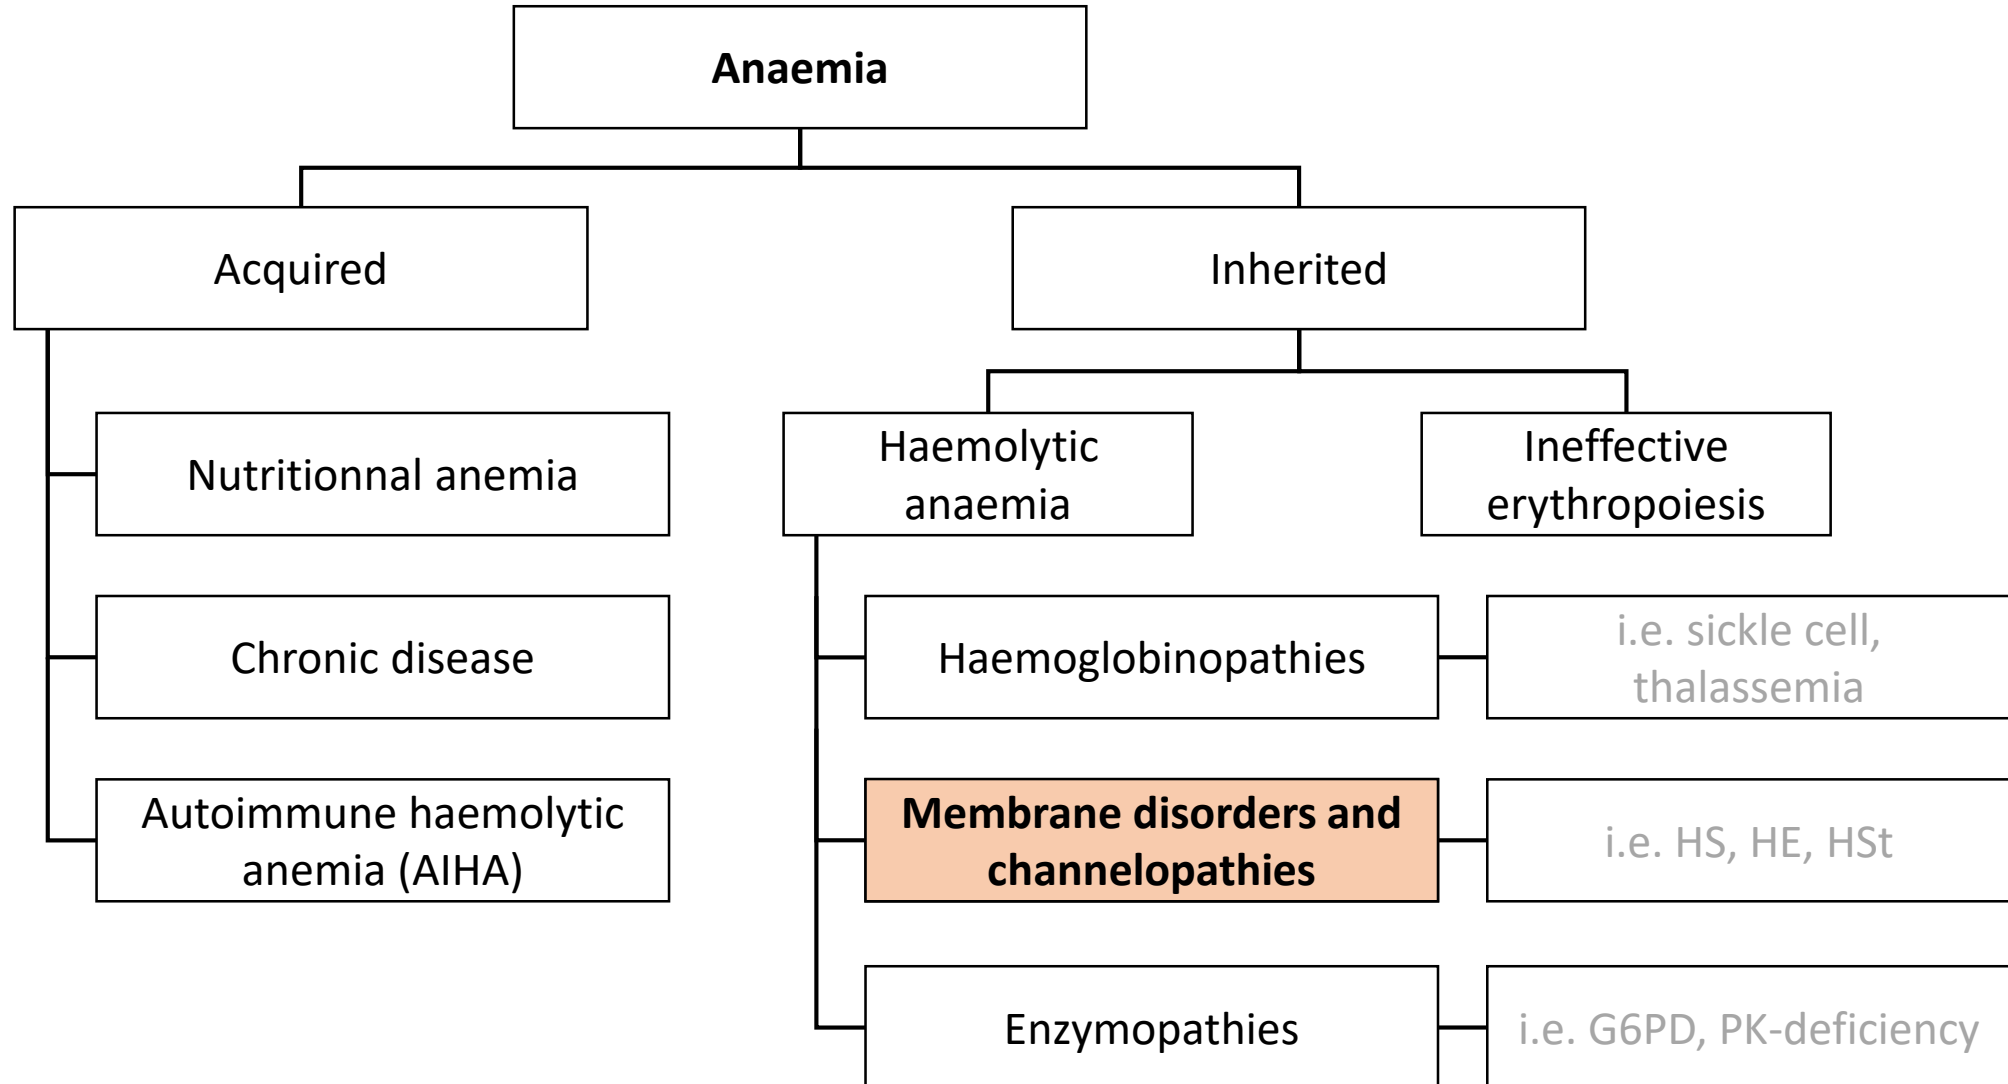 Anaemia
Acquired
Inherited
Nutritionnal anemia
Haemolytic
anaemia
Ineffective
erythropoiesis
Chronic disease
Haemoglobinopathies
i.e. sickle cell,
thalassemia
Autoimmune haemolytic
anemia (AIHA)
Membrane disorders and
channelopathies
i.e. HS, HE, HSt
Enzymopathies
i.e. G6PD, PK-deficiency